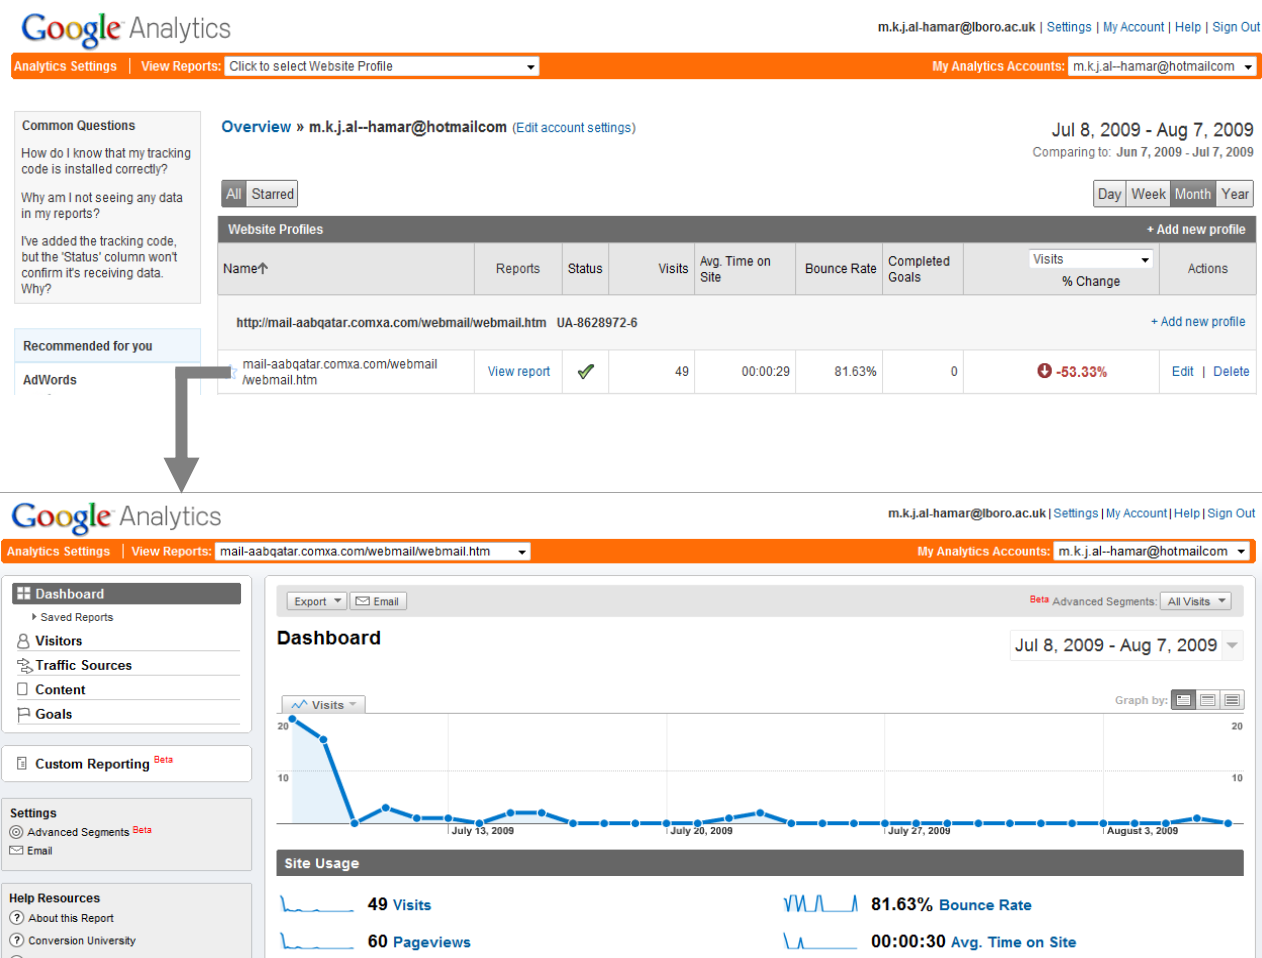 Google Analytics
m.k.j.al-hamar@lboro.ac.uk | Settings | My Account | Help | Sign Out
Analytics Settings | View Reports: Click to select Website Profile
My Analytics Accounts: m.k.j.al--hamar@hotmailcom
Common Questions
How do I know that my tracking
code is installed correctly?
Why am I not seeing any data
in my reports?
I've added the tracking code,
but the 'Status' column won't
confirm it's receiving data.
Why?
Recommended for you
AdWords
Overview » m.k.j.al--hamar@hotmailcom (Edit account settings)
Jul 8, 2009 - Aug 7, 2009
Comparing to: Jun 7, 2009 - Jul 7, 2009
All Starred
Day Week Month Year
Website Profiles
+ Add new profile
Name Reports Status Visits Avg. Time on Site Bounce Rate Completed Goals Visits % Change Actions
http://mail-aabqatar.comxa.com/webmail/webmail.htm UA-8628972-6
+ Add new profile
mail-aabqatar.comxa.com/webmail
/webmail.htm
View report 49 00:00:29 81.63% 0 -53.33% Edit | Delete
Google Analytics
m.k.j.al-hamar@lboro.ac.uk | Settings | My Account | Help | Sign Out
Analytics Settings | View Reports: mail-aabqatar.comxa.com/webmail/webmail.htm
My Analytics Accounts: m.k.j.al--hamar@hotmailcom
Dashboard
Saved Reports
Visitors
Traffic Sources
Content
Goals
Custom Reporting Beta
Settings
Advanced Segments Beta
Email
Help Resources
About this Report
Conversion University
Export Email
Beta Advanced Segments: All Visits
Dashboard
Jul 8, 2009 - Aug 7, 2009
Visits
Graph by:
20 20
10 10
July 13, 2009 July 20, 2009 July 27, 2009 August 3, 2009
Site Usage
49 Visits
81.63% Bounce Rate
60 Pageviews
00:00:30 Avg. Time on Site